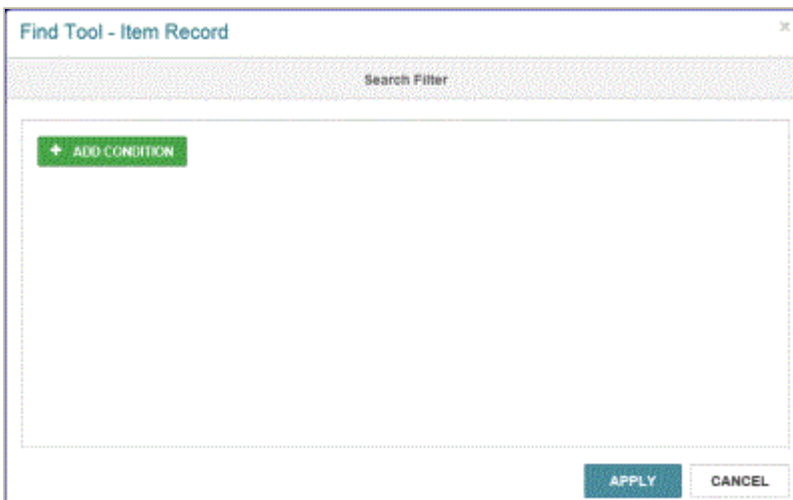 Find Tool - Item Record
Search Filter
+ ADD CONDITION
APPLY
CANCEL